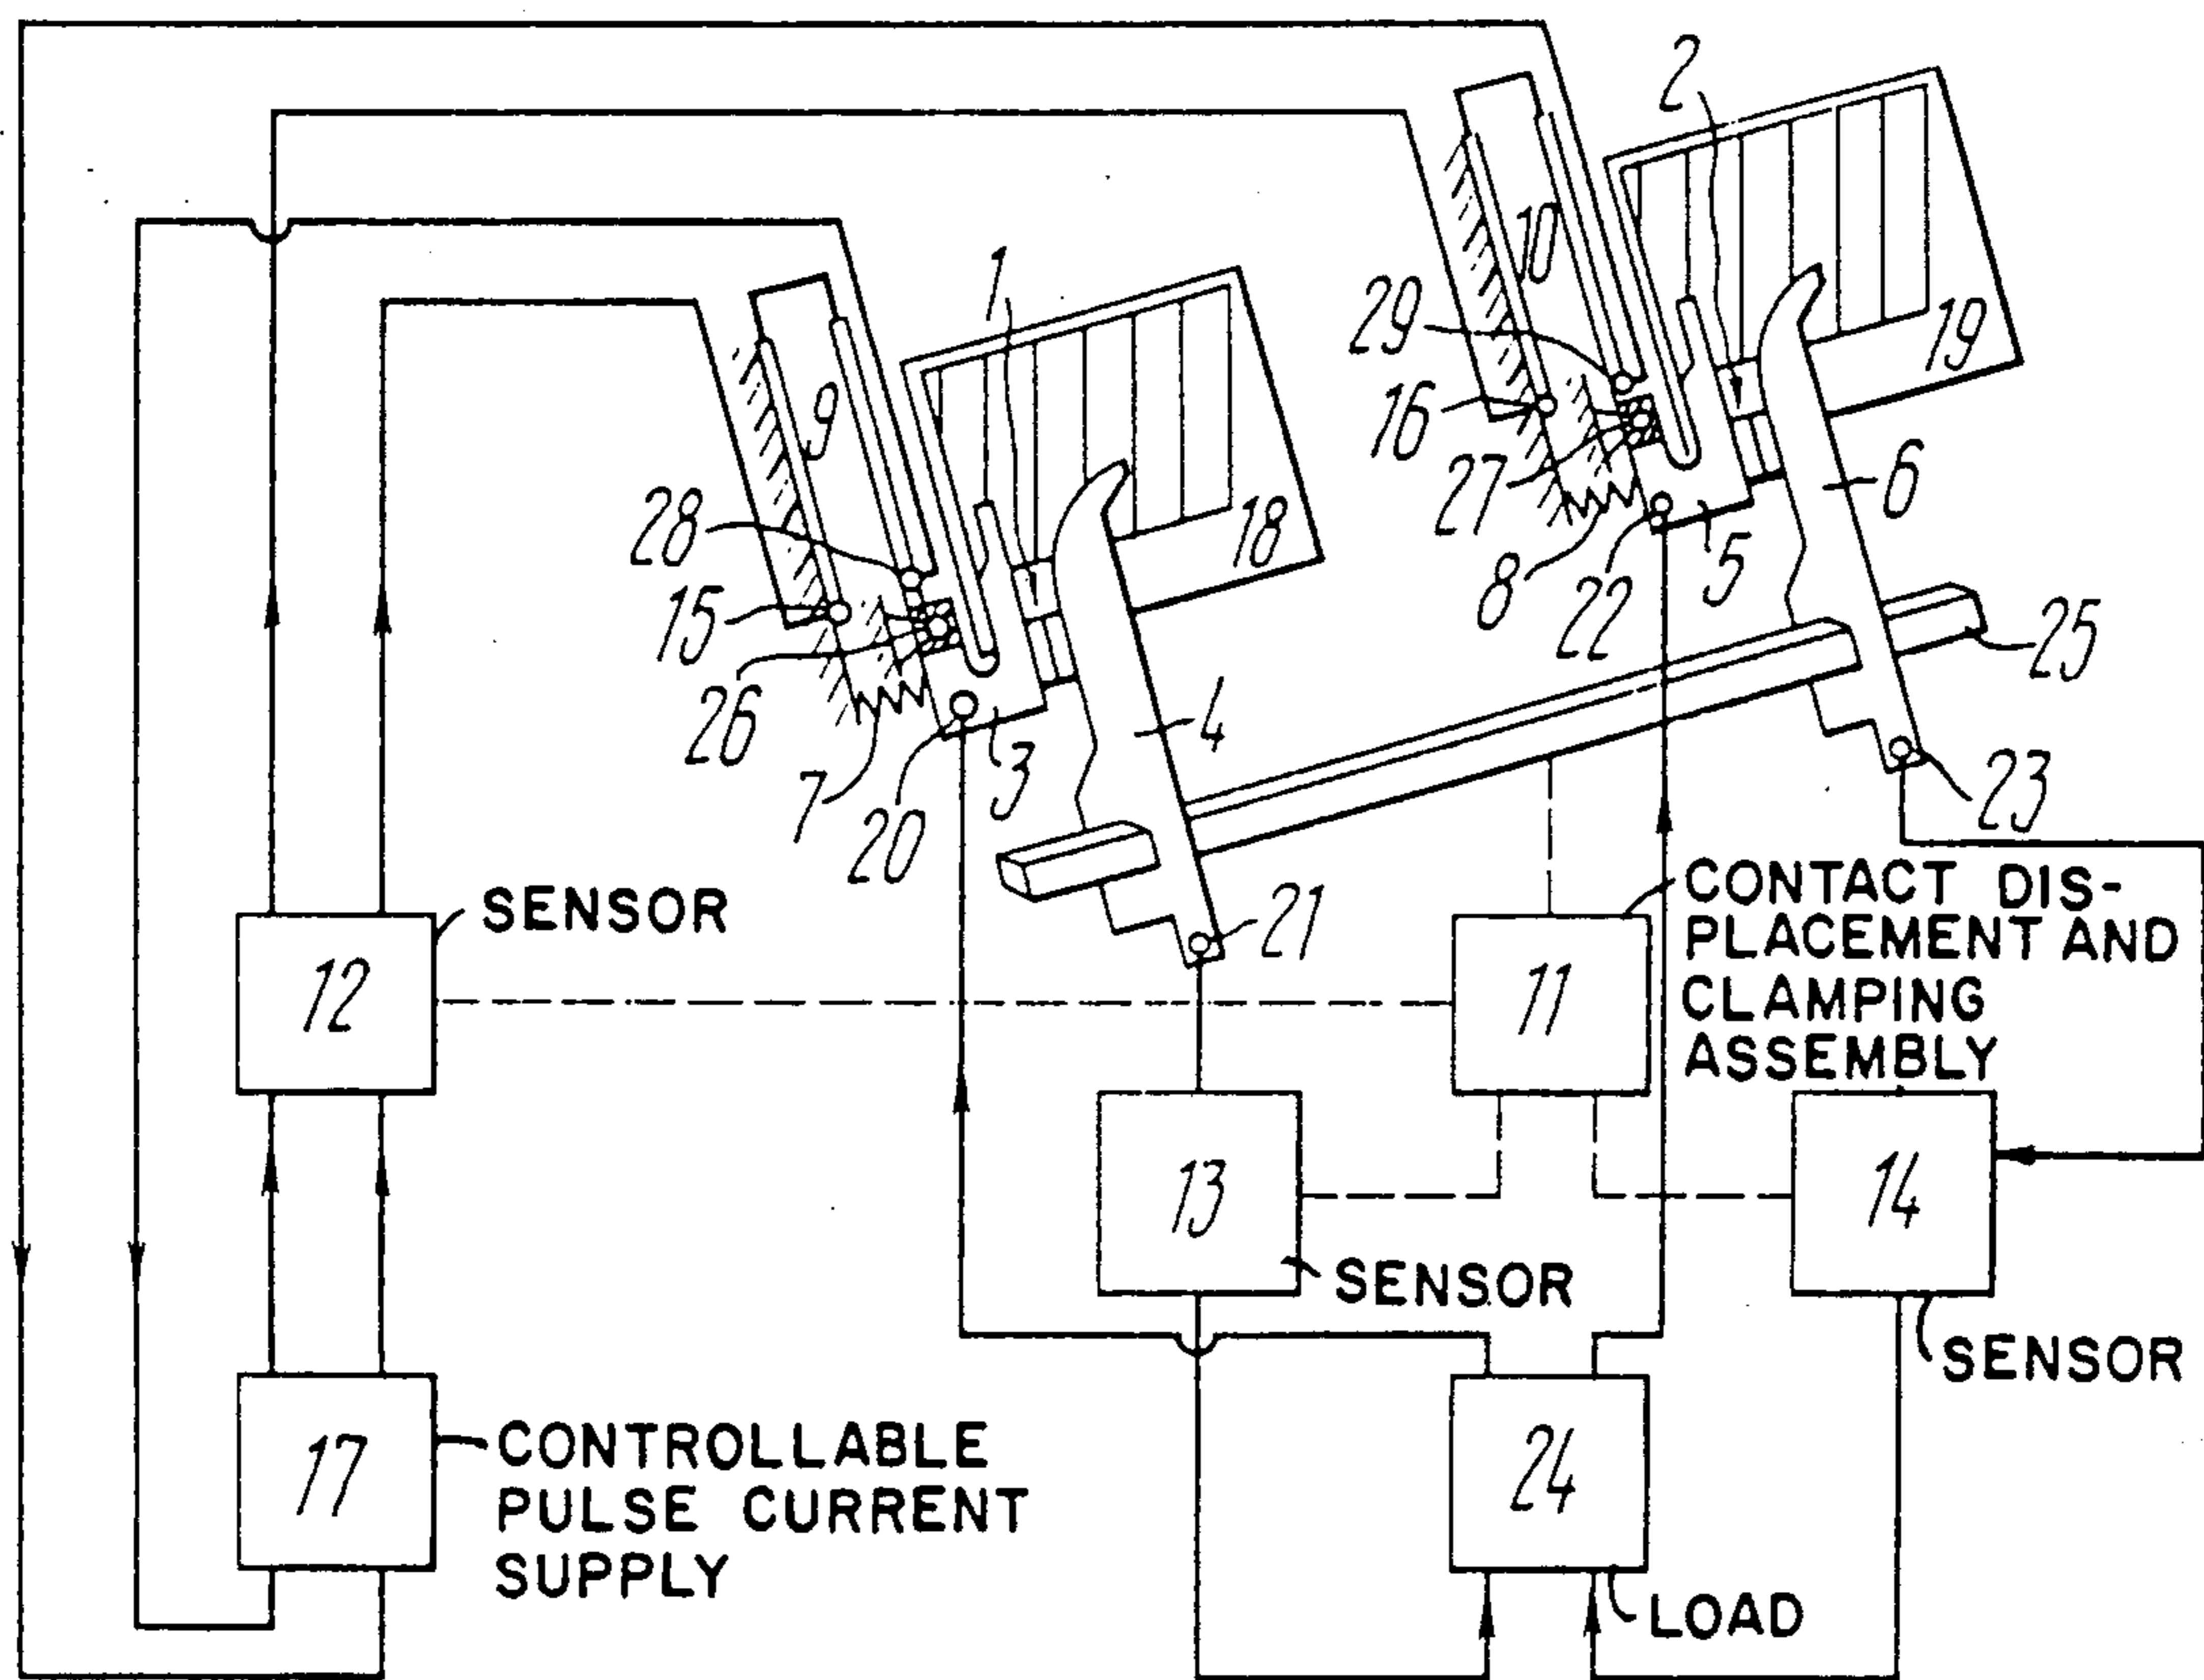 2
1
10
29
19
9
16
6
28
27
18
8
22
5
15
25
26
4
7
20
3
23
SENSOR
CONTACT DIS-
PLACEMENT AND
CLAMPING
ASSEMBLY
21
12
11
13
14
SENSOR
SENSOR
CONTROLLABLE
PULSE CURRENT
SUPPLY
17
24
LOAD